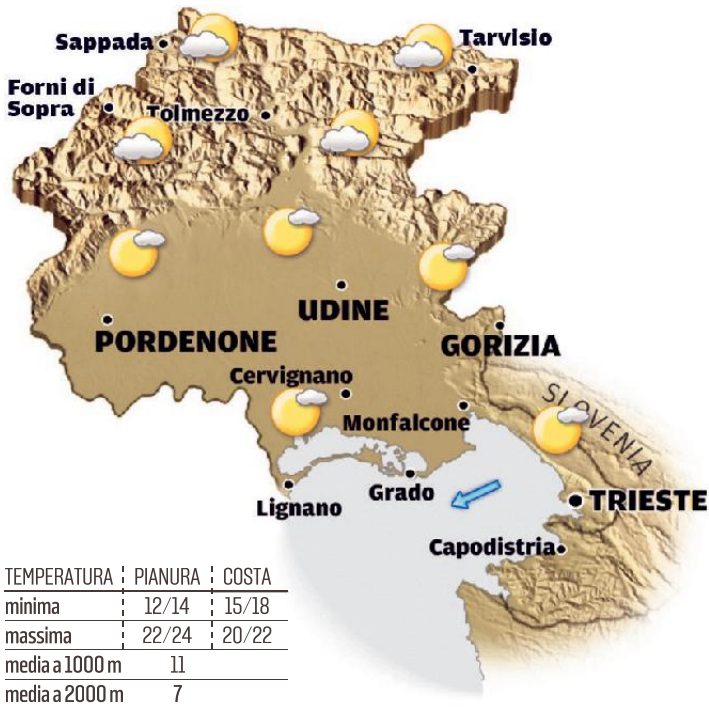 Sappada
Tarvisio
Forni di
Sopra
Tolmezzo
UDINE
PORDENONE
GORIZIA
Cervignano
SLOVENIA
Monfalcone
Grado
Lignano
TRIESTE
Capodistria
TEMPERATURA PIANURA COSTA
minima 12/14 15/18
massima 22/24 20/22
media a 1000 m 11
media a 2000 m 7